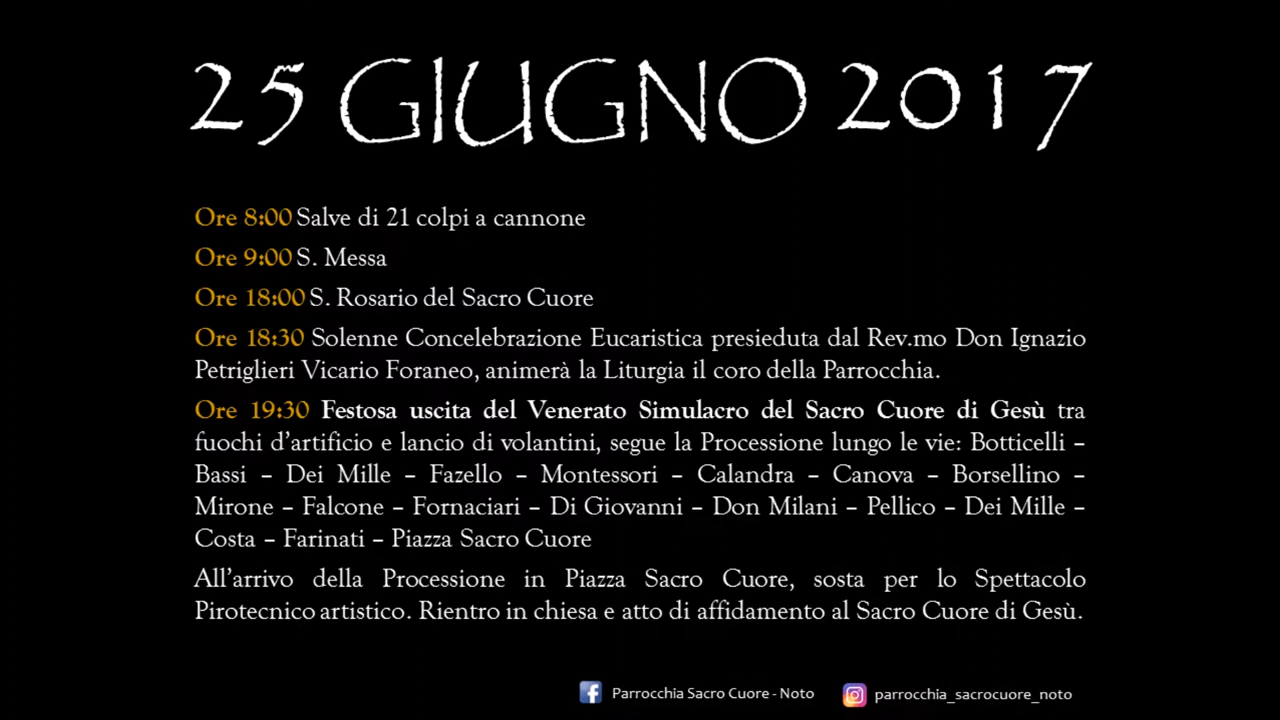 25 GIUGNO 2017
Ore 8:00 Salve di 21 colpi a cannone
Ore 9:00 S. Messa
Ore 18:00 S. Rosario del Sacro Cuore
Ore 18:30 Solenne Concelebrazione Eucaristica presieduta dal Rev.mo Don Ignazio
Petriglieri Vicario Foraneo, animerà la Liturgia il coro della Parrocchia.
Ore 19:30 Festosa uscita del Venerato Simulacro del Sacro Cuore di Gesù tra
fuochi d'artificio e lancio di volantini, segue la Processione lungo le vie: Botticelli –
Bassi – Dei Mille – Fazello – Montessori – Calandra – Canova – Borsellino –
Mirone – Falcone – Fornaciari – Di Giovanni – Don Milani – Pellico – Dei Mille –
Costa – Farinati – Piazza Sacro Cuore
All'arrivo della Processione in Piazza Sacro Cuore, sosta per lo Spettacolo
Pirotecnico artistico. Rientro in chiesa e atto di affidamento al Sacro Cuore di Gesù.
Parrocchia Sacro Cuore - Noto
parrocchia_sacrocuore_noto